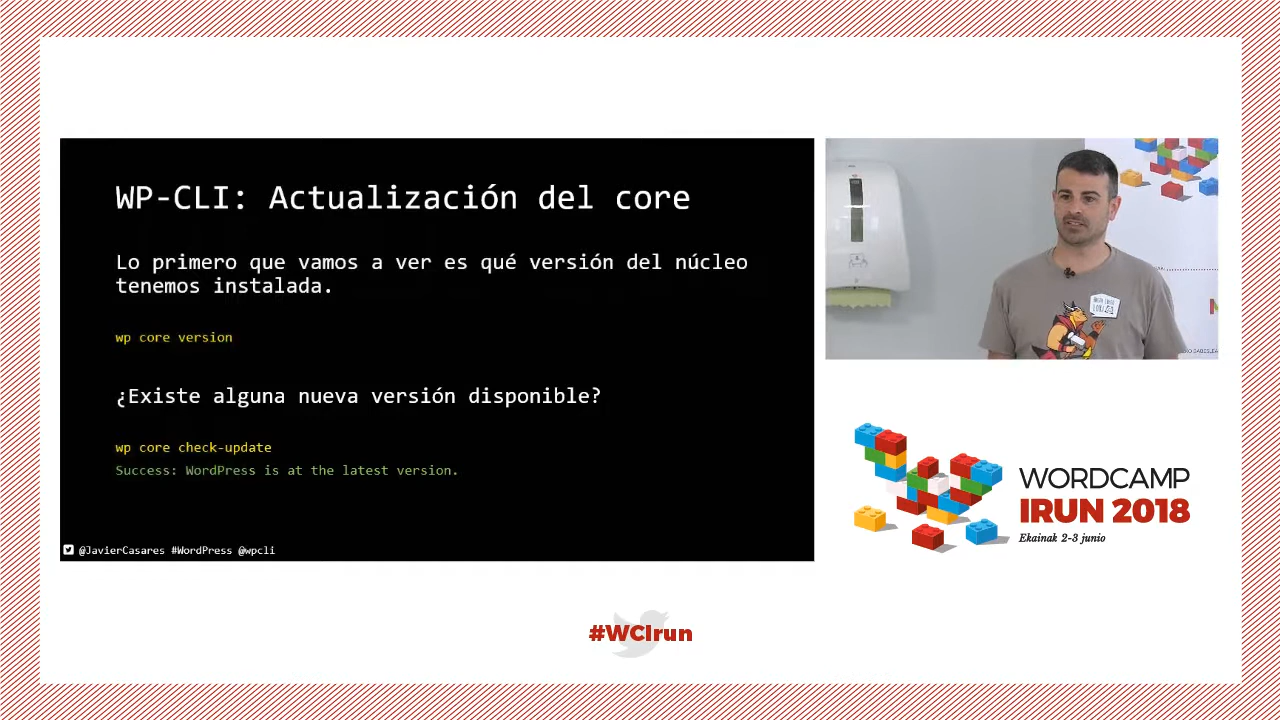 WP-CLI: Actualización del core
Lo primero que vamos a ver es qué versión del núcleo
tenemos instalada.
wp core version
¿Existe alguna nueva versión disponible?
wp core check-update
Success: WordPress is at the latest version.
@JavierCasares #WordPress @wpcli
WORDCAMP
IRUN 2018
Ekainak 2-3 junio
#WCIrun